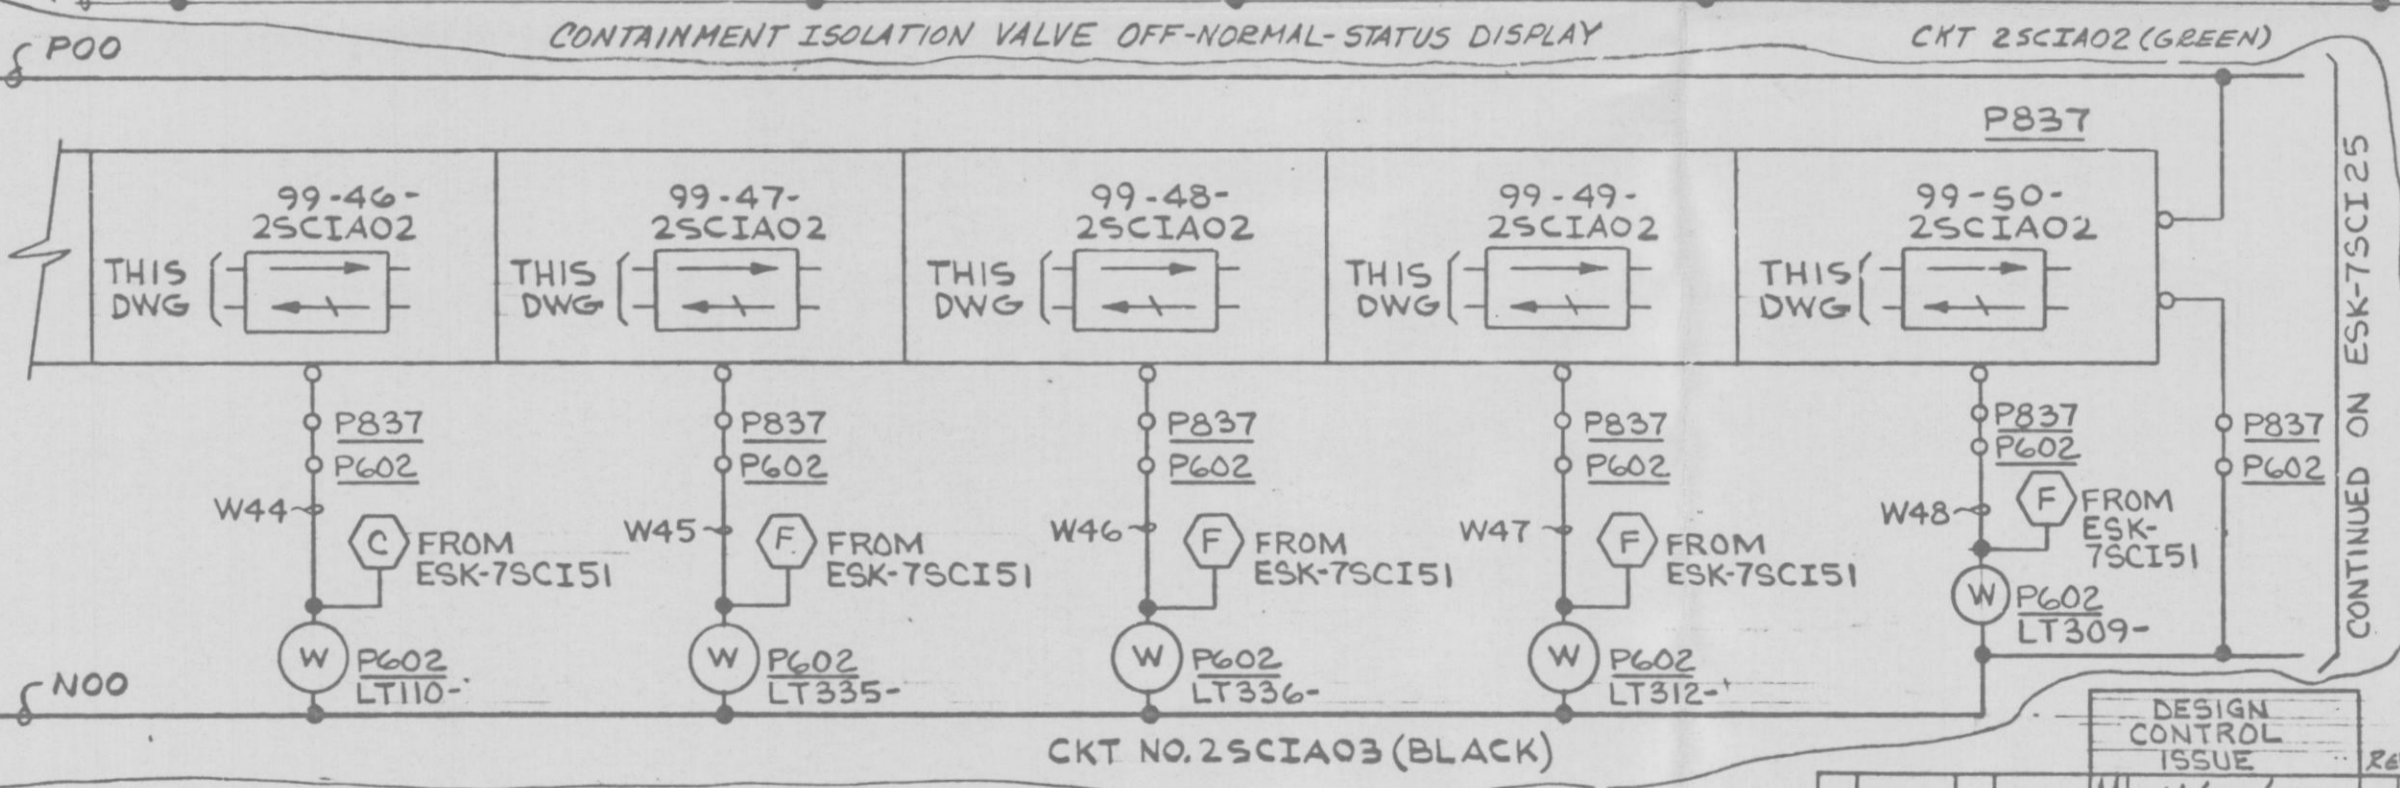 CONTAINMENT ISOLATION VALVE OFF-NORMAL-STATUS DISPLAY
CKT 2SCIA02 (GREEN)
P00
P837
99-46-
2SCIA02
THIS
DWG
99-47-
2SCIA02
THIS
DWG
99-48-
2SCIA02
THIS
DWG
99-49-
2SCIA02
THIS
DWG
99-50-
2SCIA02
THIS
DWG
CONTINUED ON ESK-7SCI25
P837
P602
W44
C
FROM
ESK-7SCI51
W
P602
LT110-
P837
P602
W45
F
FROM
ESK-7SCI51
W
P602
LT335-
P837
P602
W46
F
FROM
ESK-7SCI51
W
P602
LT336-
P837
P602
W47
F
FROM
ESK-7SCI51
W
P602
LT312-
P837
P602
W48
F
FROM
ESK-
7SCI51
W
P602
LT309-
P837
P602
N00
CKT NO. 2SCIA03 (BLACK)
DESIGN
CONTROL
ISSUE